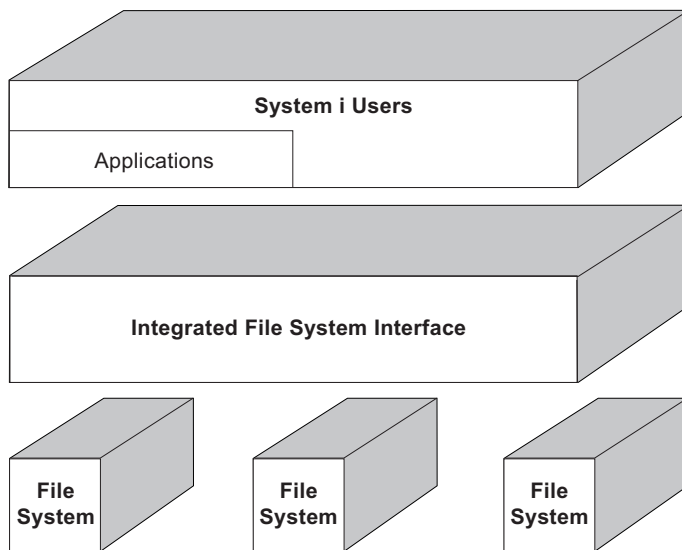 System i Users
Applications
Integrated File System Interface
File
System
File
System
File
System